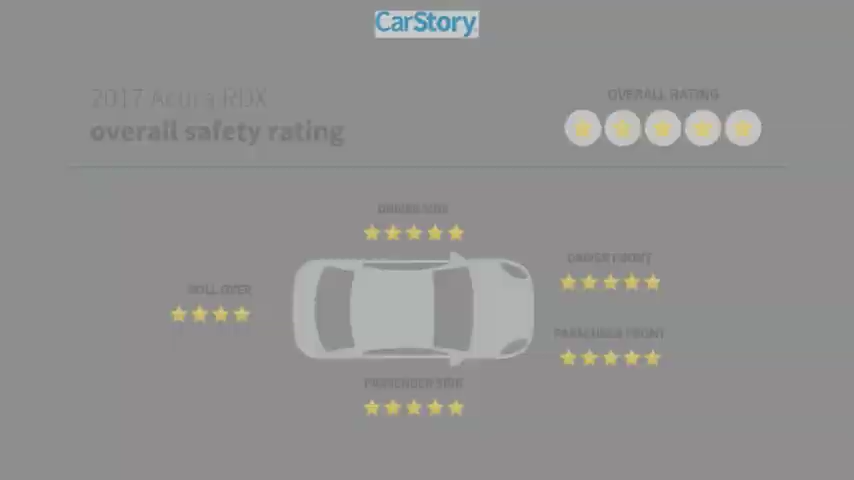 CarStory
2017 Acura RDX
overall safety rating
OVERALL RATING
DRIVER SIDE
DRIVER FRONT
ROLL OVER
PASSENGER FRONT
PASSENGER SIDE